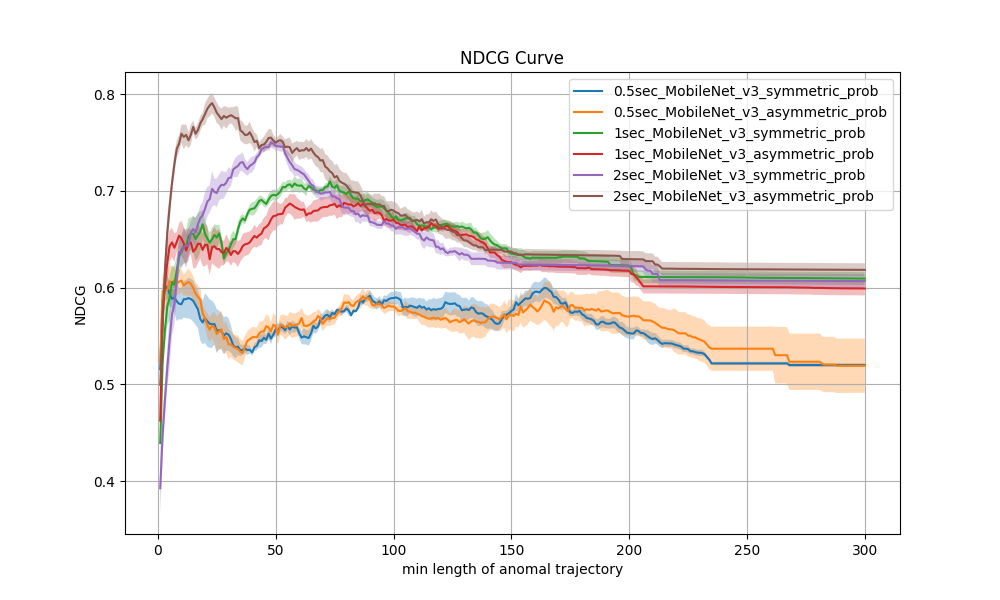 NDCG Curve
0.5sec_MobileNet_v3_symmetric_prob
0.5sec_MobileNet_v3_asymmetric_prob
1sec_MobileNet_v3_symmetric_prob
1sec_MobileNet_v3_asymmetric_prob
2sec_MobileNet_v3_symmetric_prob
2sec_MobileNet_v3_asymmetric_prob
NDCG
0.8
0.7
0.6
0.5
0.4
0 50 100 150 200 250 300
min length of anomal trajectory